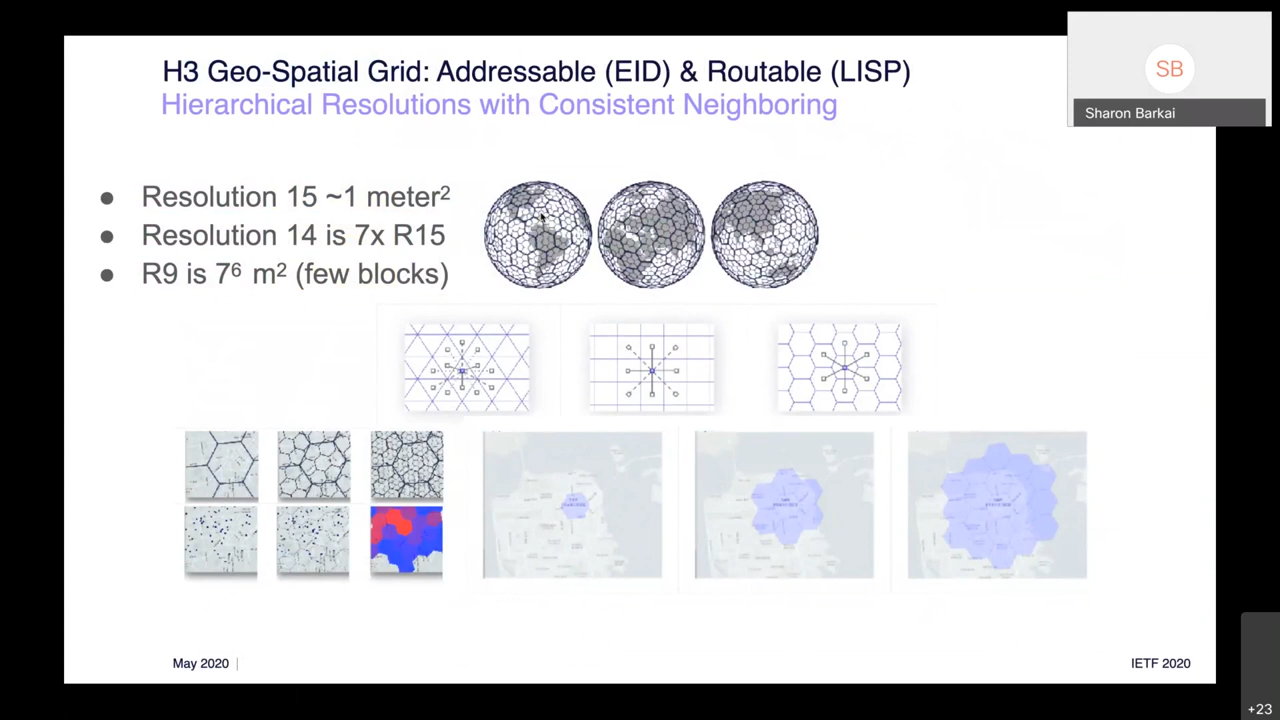 H3 Geo-Spatial Grid: Addressable (EID) & Routable (LISP)
Hierarchical Resolutions with Consistent Neighboring
SB
Sharon Barkai
● Resolution 15 ~1 meter²
● Resolution 14 is 7x R15
● R9 is 7⁶ m² (few blocks)
May 2020 |
IETF 2020
+23